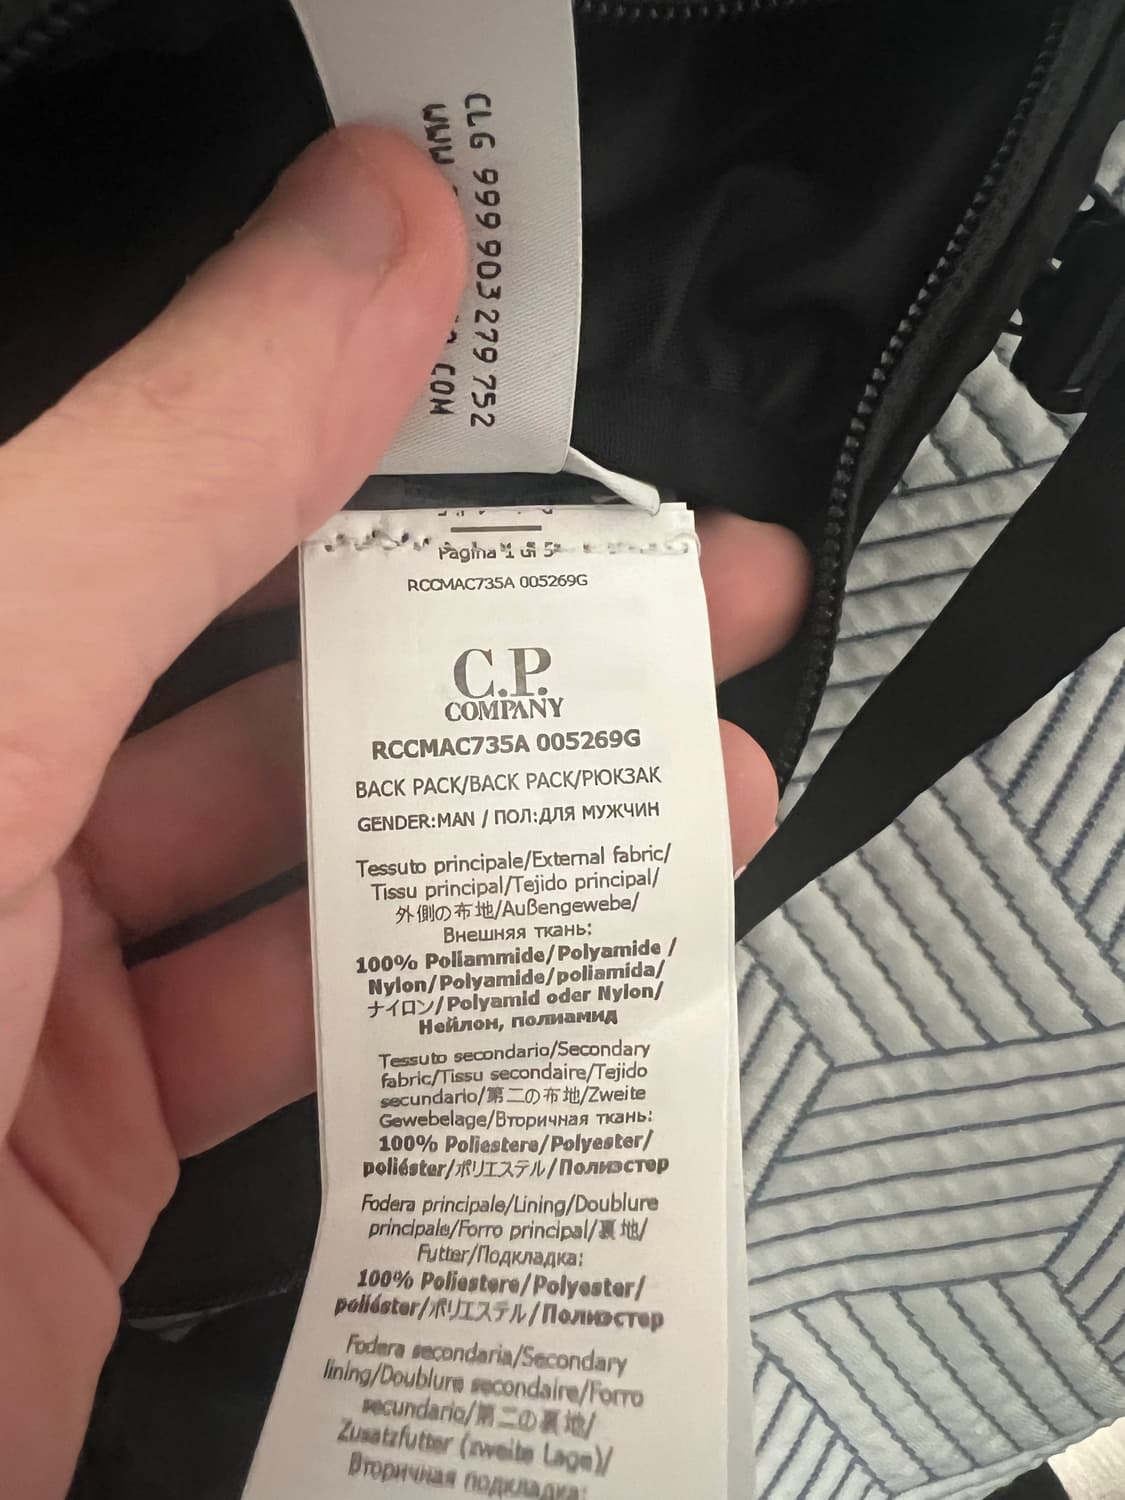 CLG 999 903 279 752
WWW .COM
Pagina 1 di 5
RCCMAC735A 005269G
C.P.
COMPANY
RCCMAC735A 005269G
BACK PACK/BACK PACK/РЮКЗАК
GENDER:MAN / ПОЛ:ДЛЯ МУЖЧИН
Tessuto principale/External fabric/
Tissu principal/Tejido principal/
外側の布地/Außengewebe/
Внешняя ткань:
100% Poliammide/Polyamide /
Nylon/Polyamide/poliamida/
ナイロン/Polyamid oder Nylon/
Нейлон, полиамид
Tessuto secondario/Secondary
fabric/Tissu secondaire/Tejido
secundario/第二の布地/Zweite
Gewebelage/Вторичная ткань:
100% Poliestere/Polyester/
poliéster/ポリエステル/Полиэстер
Fodera principale/Lining/Doublure
principale/Forro principal/裏地/
Futter/Подкладка:
100% Poliestere/Polyester/
poliéster/ポリエステル/Полиэстер
Fodera secondaria/Secondary
lining/Doublure secondaire/Forro
secundario/第二の裏地/
Zusatzfutter (zweite Lage)/
Вторичная подкладка: